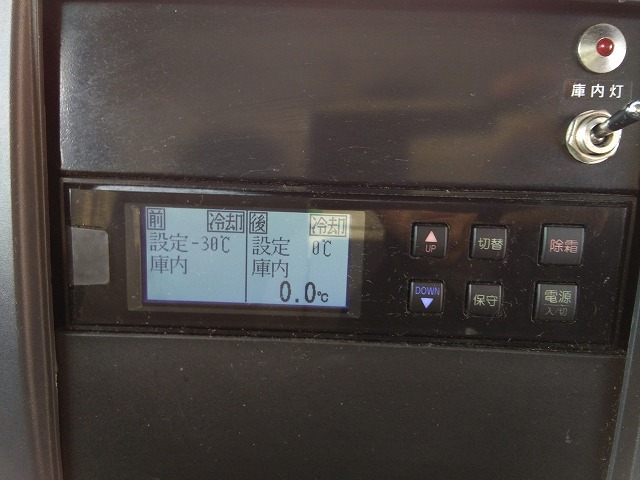 庫内灯
前 冷却 後 冷却
設定-30℃ 設定 0℃
庫内 庫内
0.0℃
UP 切替 除霜
DOWN 保守 電源
入/切